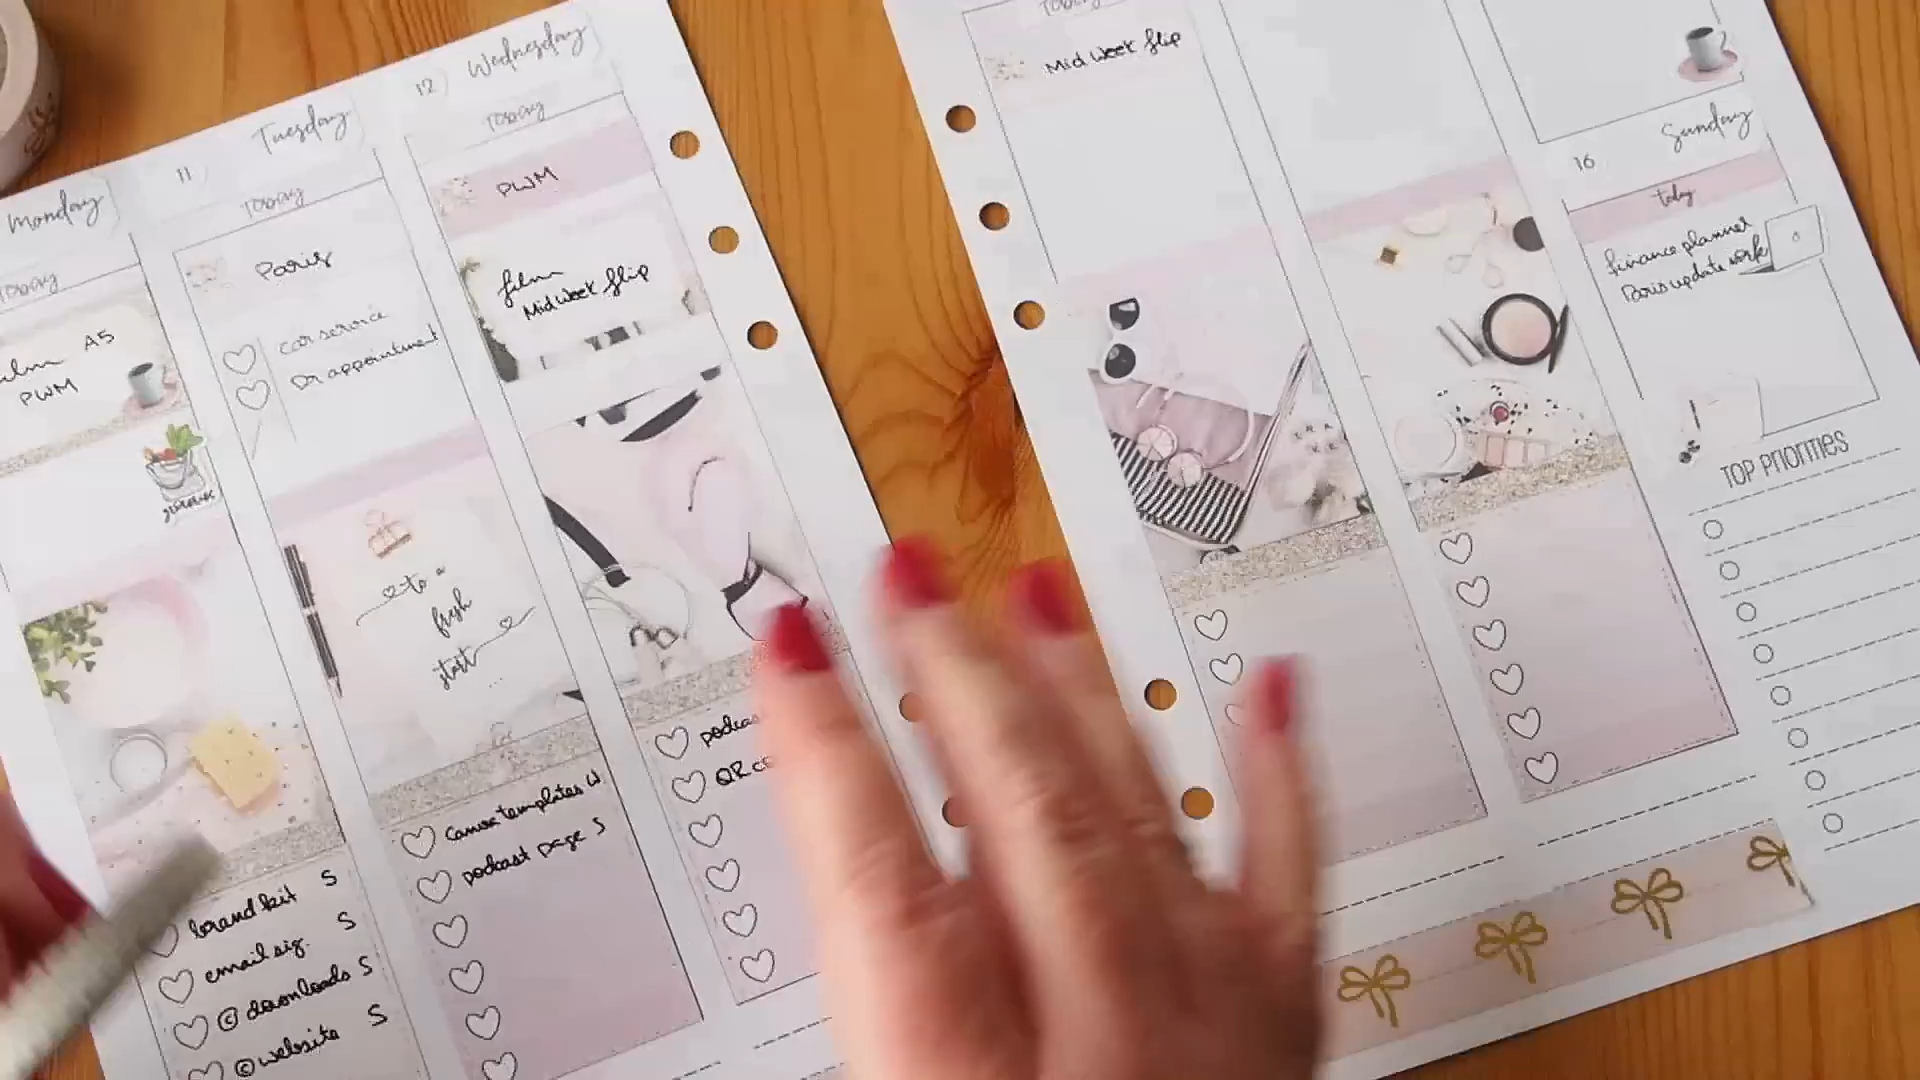 Monday
Today
A5
PWM
brand kit S
email sig. S
© downloads S
© website S
11
Tuesday
Today
Paris
car service
Dr appointment
to a
fresh
start
...
canva templates W
podcast page S
12
Wednesday
Today
PWM
film
Mid Week flip
QR
Today
Mid Week flip
16
Sunday
today
finance planner
Paris update work
TOP PRIORITIES